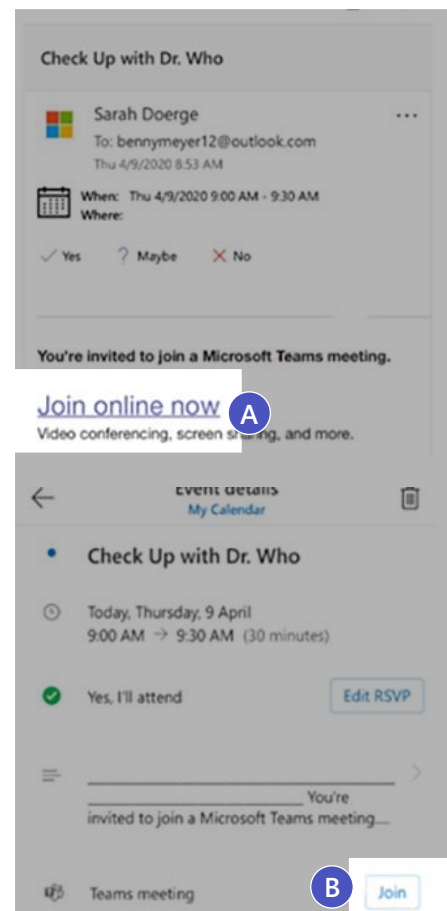 Check Up with Dr. Who
Sarah Doerge
...
To: bennymeyer12@outlook.com
Thu 4/9/2020 8:53 AM
When: Thu 4/9/2020 9:00 AM - 9:30 AM
Where:
Yes ? Maybe No
You're invited to join a Microsoft Teams meeting.
Join online now A
Video conferencing, screen sharing, and more.
Event details
My Calendar
Check Up with Dr. Who
Today, Thursday, 9 April
9:00 AM → 9:30 AM (30 minutes)
Yes, I'll attend Edit RSVP
You're
invited to join a Microsoft Teams meeting....
Teams meeting B Join